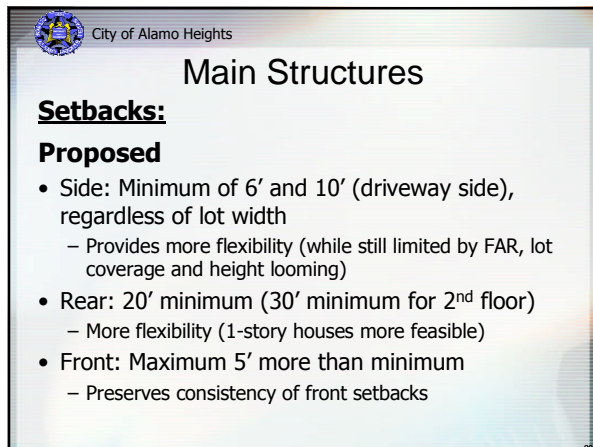 City of Alamo Heights
Main Structures
Setbacks:
Proposed
• Side: Minimum of 6’ and 10’ (driveway side),
regardless of lot width
– Provides more flexibility (while still limited by FAR, lot
coverage and height looming)
• Rear: 20’ minimum (30’ minimum for 2nd floor)
– More flexibility (1-story houses more feasible)
• Front: Maximum 5’ more than minimum
– Preserves consistency of front setbacks